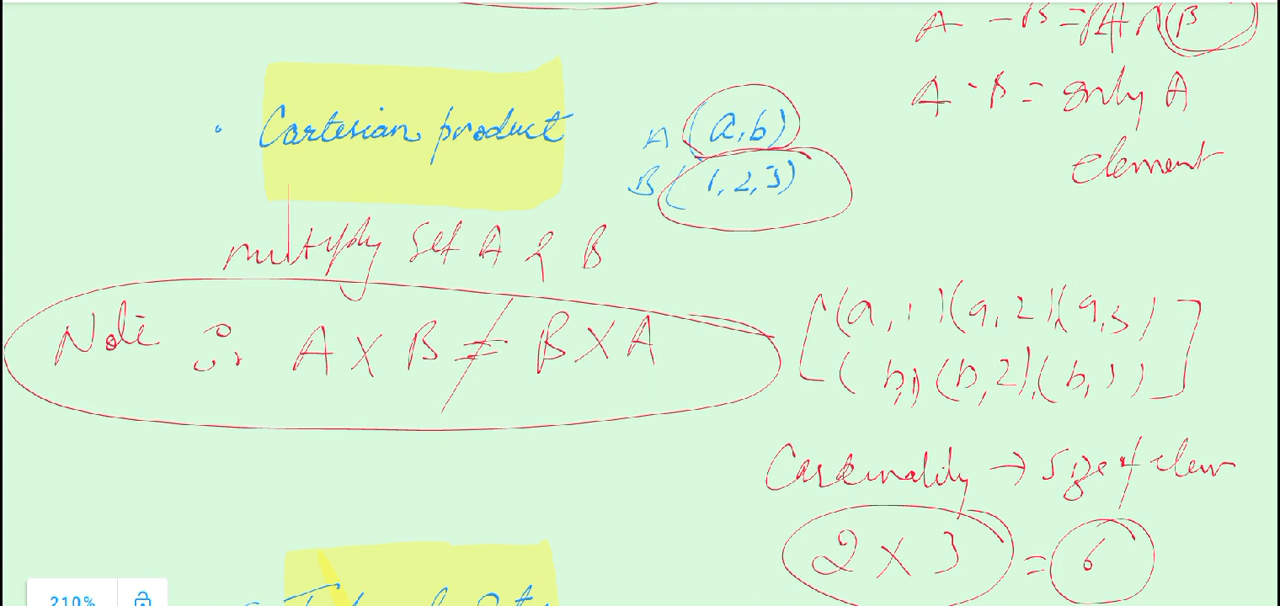 A - B = A ∩ B
A - B = only A
element
• Cartesian product
A (a,b)
B (1, 2, 3)
multiply set A & B
Note :- A X B ≠ B X A
[(a, 1)(a, 2)(a, 3)
(b,1)(b, 2),(b, 3)]
Cardinality → Size of
2 X 3 = 6
210%